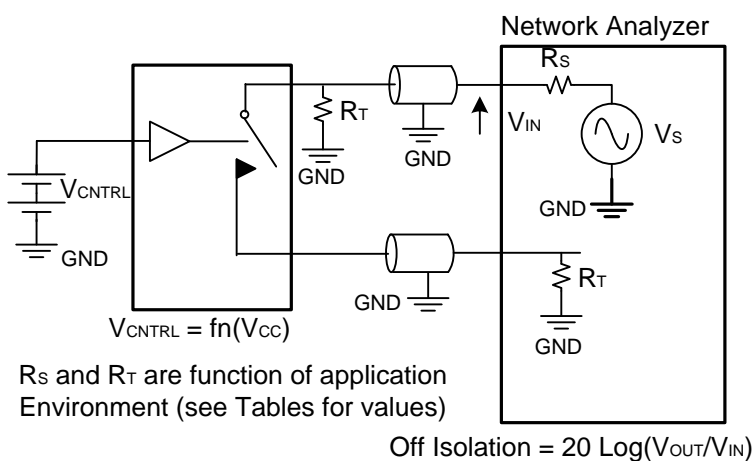 Network Analyzer
RS
RT
VIN
VS
GND
GND
GND
VCNTRL
GND
RT
GND
GND
VCNTRL = fn(VCC)
RS and RT are function of application
Environment (see Tables for values)
Off Isolation = 20 Log(VOUT/VIN)